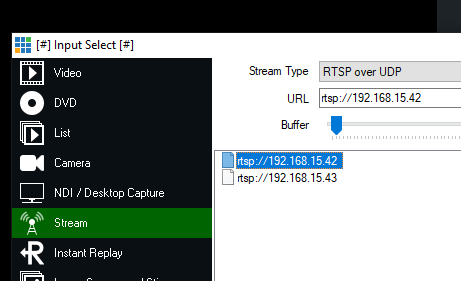 [#] Input Select [#]
Video
DVD
List
Camera
NDI / Desktop Capture
Stream
Instant Replay
Stream Type RTSP over UDP
URL rtsp://192.168.15.42
Buffer
rtsp://192.168.15.42
rtsp://192.168.15.43